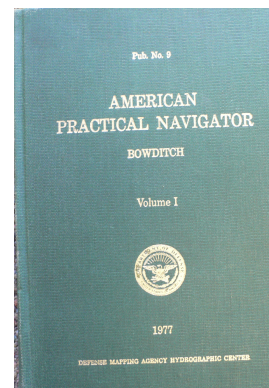 Pub. No. 9
AMERICAN
PRACTICAL NAVIGATOR
BOWDITCH
Volume I
1977
DEFENSE MAPPING AGENCY HYDROGRAPHIC CENTER